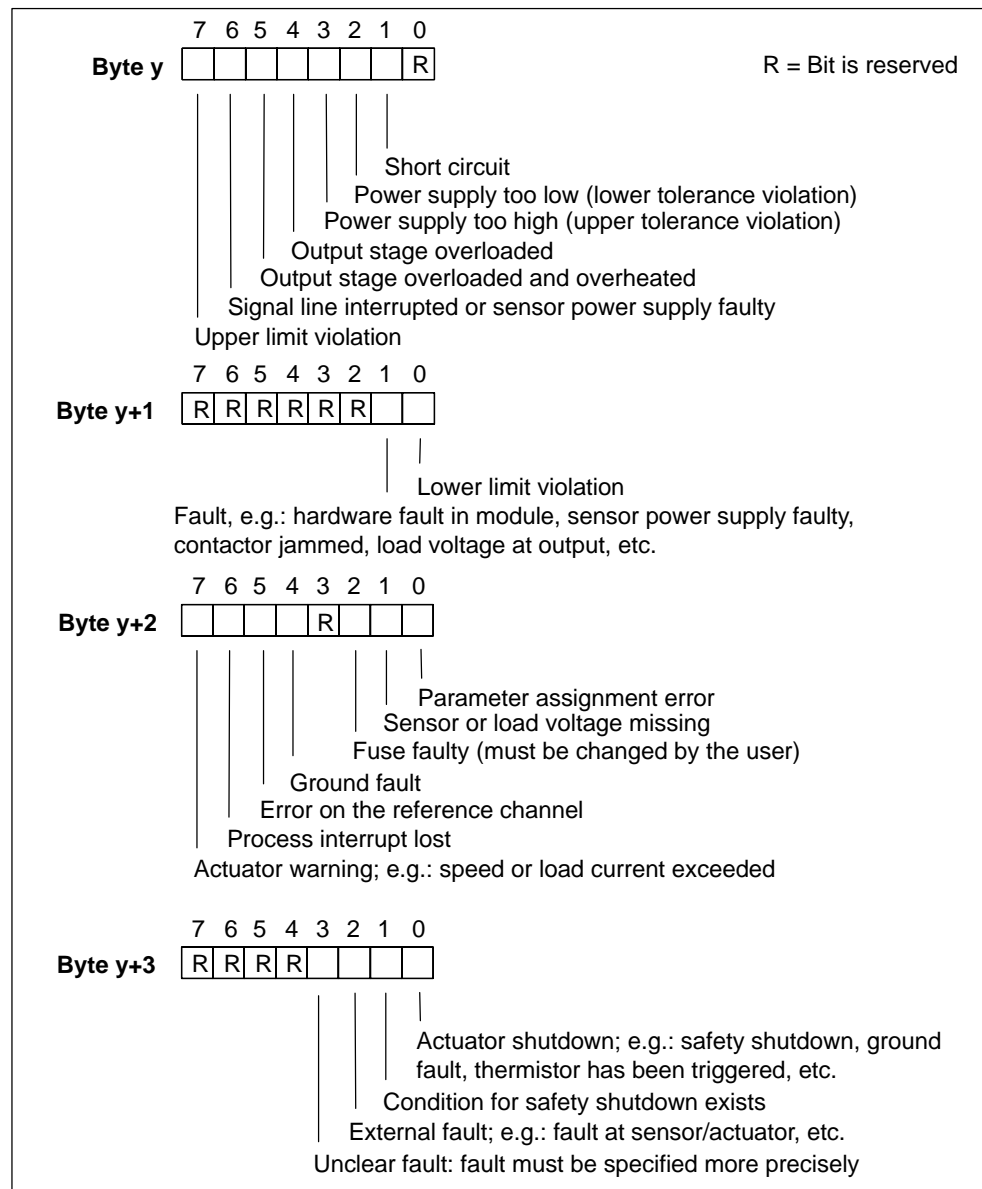 7 6 5 4 3 2 1 0
Byte y R R = Bit is reserved
Short circuit
Power supply too low (lower tolerance violation)
Power supply too high (upper tolerance violation)
Output stage overloaded
Output stage overloaded and overheated
Signal line interrupted or sensor power supply faulty
Upper limit violation
7 6 5 4 3 2 1 0
Byte y+1 R R R R R R
Lower limit violation
Fault, e.g.: hardware fault in module, sensor power supply faulty,
contactor jammed, load voltage at output, etc.
7 6 5 4 3 2 1 0
Byte y+2 R
Parameter assignment error
Sensor or load voltage missing
Fuse faulty (must be changed by the user)
Ground fault
Error on the reference channel
Process interrupt lost
Actuator warning; e.g.: speed or load current exceeded
7 6 5 4 3 2 1 0
Byte y+3 R R R R
Actuator shutdown; e.g.: safety shutdown, ground
fault, thermistor has been triggered, etc.
Condition for safety shutdown exists
External fault; e.g.: fault at sensor/actuator, etc.
Unclear fault: fault must be specified more precisely